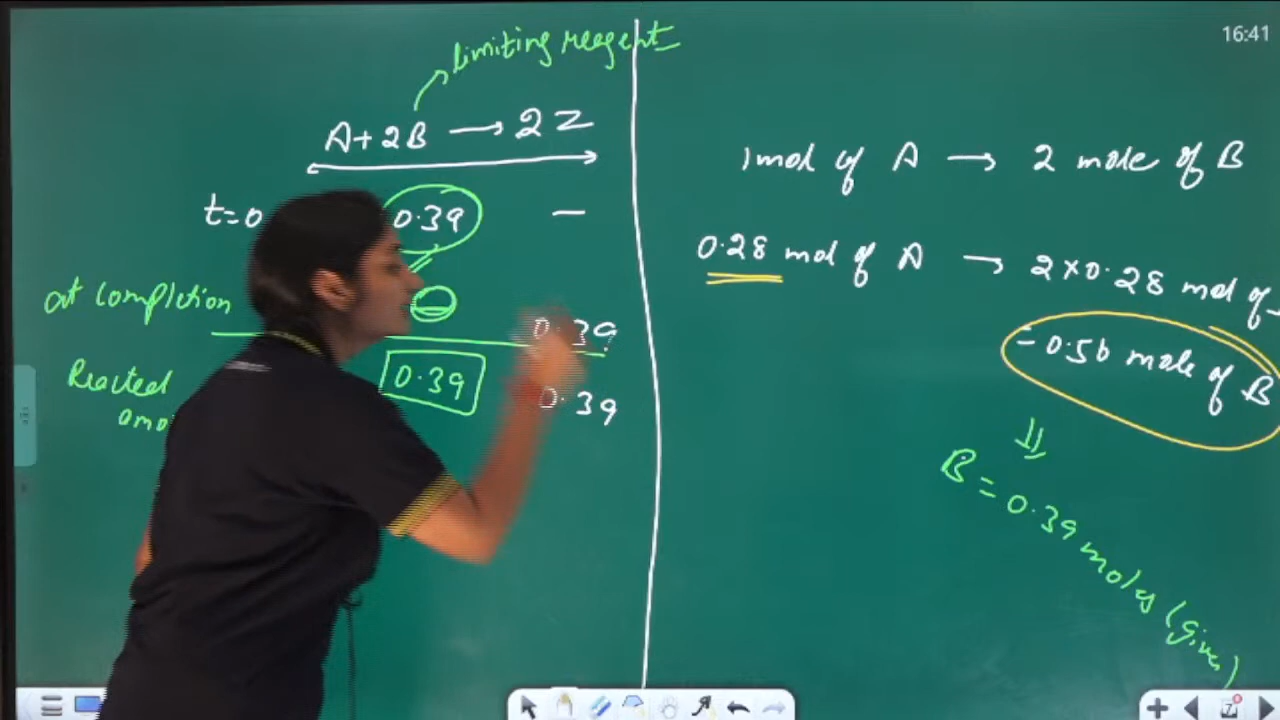 16:41
limiting reagent
A+2B → 2Z
t=0 0.39 —
at completion 0.39
Reacted 0.39 0.39
1mol of A → 2 mole of B
0.28 mol of A → 2×0.28 mol of
= 0.56 mole of B
B = 0.39 moles (given)